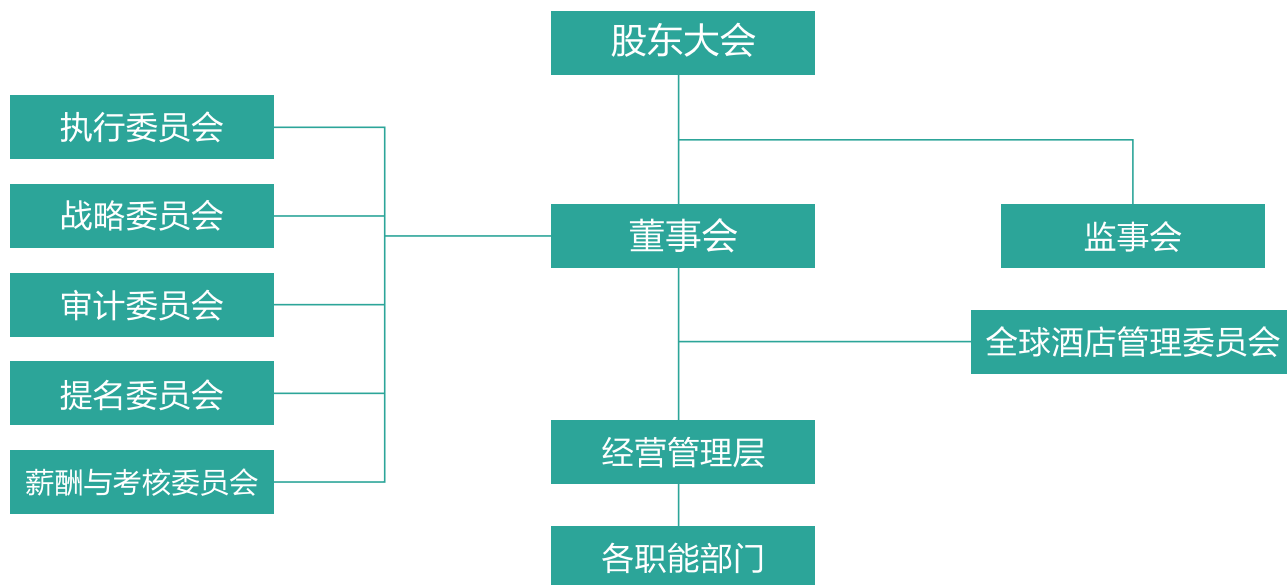 股东大会
执行委员会
战略委员会
董事会
监事会
审计委员会
全球酒店管理委员会
提名委员会
经营管理层
薪酬与考核委员会
各职能部门